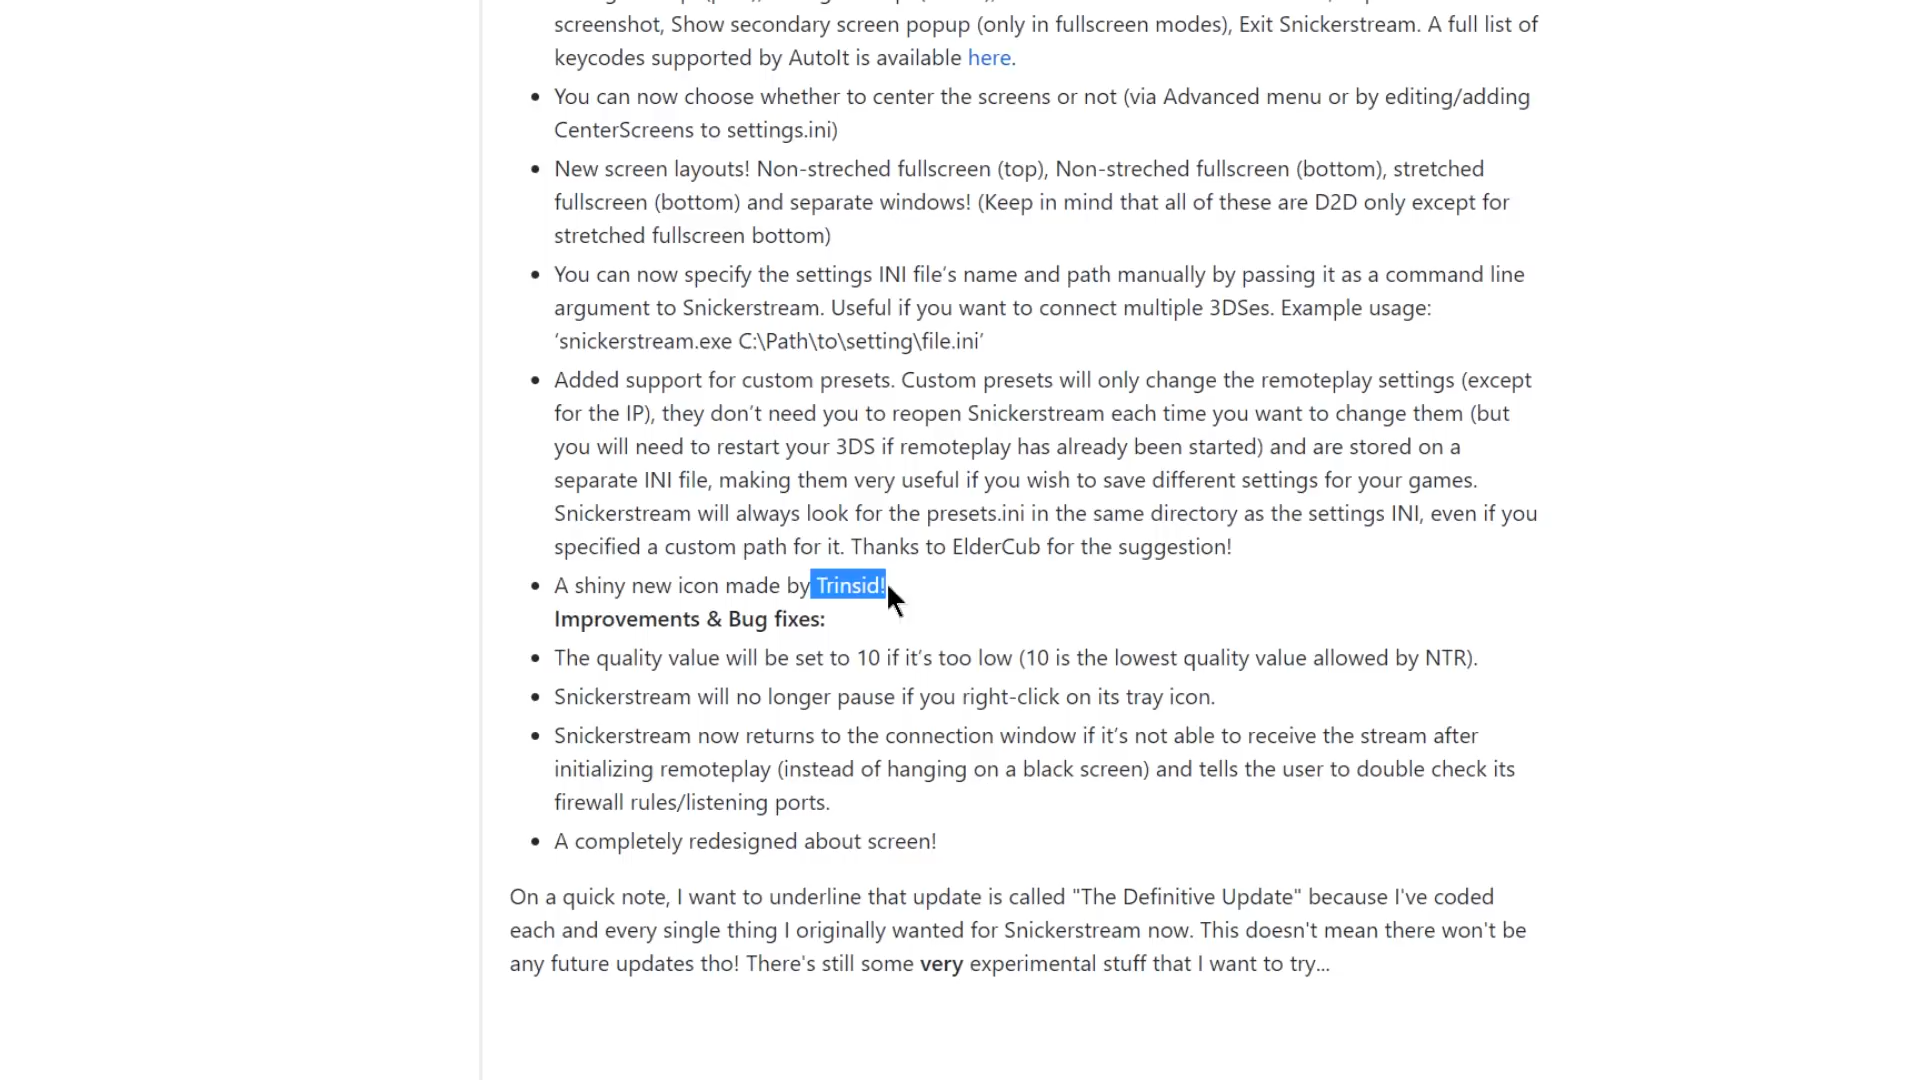 screenshot, Show secondary screen popup (only in fullscreen modes), Exit Snickerstream. A full list of
keycodes supported by AutoIt is available here.
• You can now choose whether to center the screens or not (via Advanced menu or by editing/adding
CenterScreens to settings.ini)
• New screen layouts! Non-streched fullscreen (top), Non-streched fullscreen (bottom), stretched
fullscreen (bottom) and separate windows! (Keep in mind that all of these are D2D only except for
stretched fullscreen bottom)
• You can now specify the settings INI file’s name and path manually by passing it as a command line
argument to Snickerstream. Useful if you want to connect multiple 3DSes. Example usage:
‘snickerstream.exe C:\Path\to\setting\file.ini’
• Added support for custom presets. Custom presets will only change the remoteplay settings (except
for the IP), they don’t need you to reopen Snickerstream each time you want to change them (but
you will need to restart your 3DS if remoteplay has already been started) and are stored on a
separate INI file, making them very useful if you wish to save different settings for your games.
Snickerstream will always look for the presets.ini in the same directory as the settings INI, even if you
specified a custom path for it. Thanks to ElderCub for the suggestion!
• A shiny new icon made by Trinsid!
Improvements & Bug fixes:
• The quality value will be set to 10 if it’s too low (10 is the lowest quality value allowed by NTR).
• Snickerstream will no longer pause if you right-click on its tray icon.
• Snickerstream now returns to the connection window if it’s not able to receive the stream after
initializing remoteplay (instead of hanging on a black screen) and tells the user to double check its
firewall rules/listening ports.
• A completely redesigned about screen!
On a quick note, I want to underline that update is called "The Definitive Update" because I've coded
each and every single thing I originally wanted for Snickerstream now. This doesn't mean there won't be
any future updates tho! There's still some very experimental stuff that I want to try...